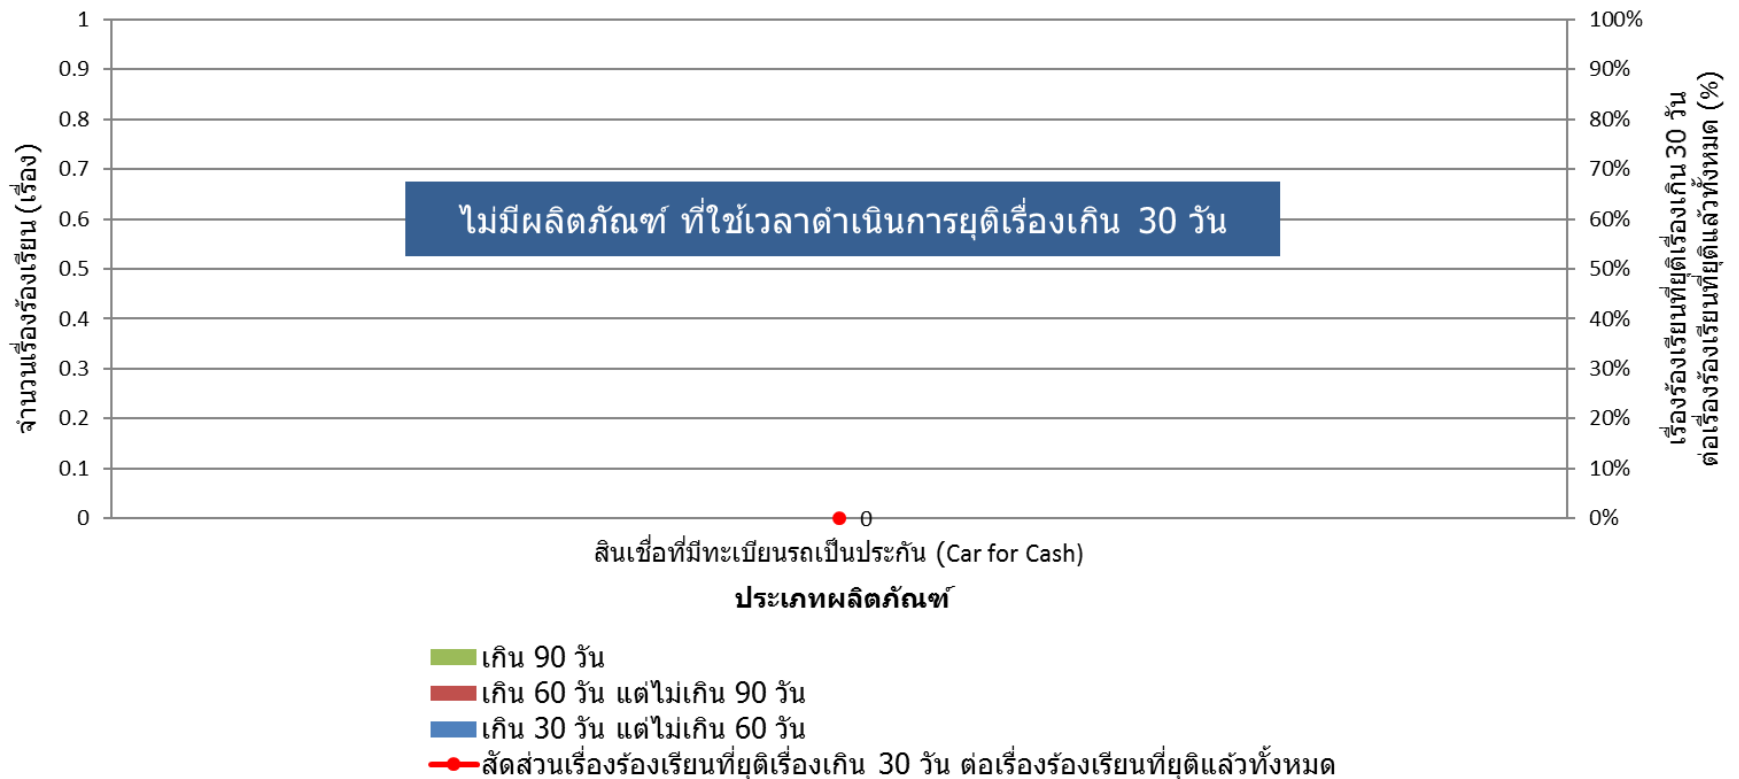 จำนวนเรื่องร้องเรียน (เรื่อง)
1
0.9
0.8
0.7
0.6
0.5
0.4
0.3
0.2
0.1
0
ไม่มีผลิตภัณฑ์ ที่ใช้เวลาดำเนินการยุติเรื่องเกิน 30 วัน
0
100%
90%
80%
70%
60%
50%
40%
30%
20%
10%
0%
เรื่องร้องเรียนที่ยุติเรื่องเกิน 30 วัน
ต่อเรื่องร้องเรียนที่ยุติแล้วทั้งหมด (%)
สินเชื่อที่มีทะเบียนรถเป็นประกัน (Car for Cash)
ประเภทผลิตภัณฑ์
เกิน 90 วัน
เกิน 60 วัน แต่ไม่เกิน 90 วัน
เกิน 30 วัน แต่ไม่เกิน 60 วัน
สัดส่วนเรื่องร้องเรียนที่ยุติเรื่องเกิน 30 วัน ต่อเรื่องร้องเรียนที่ยุติแล้วทั้งหมด